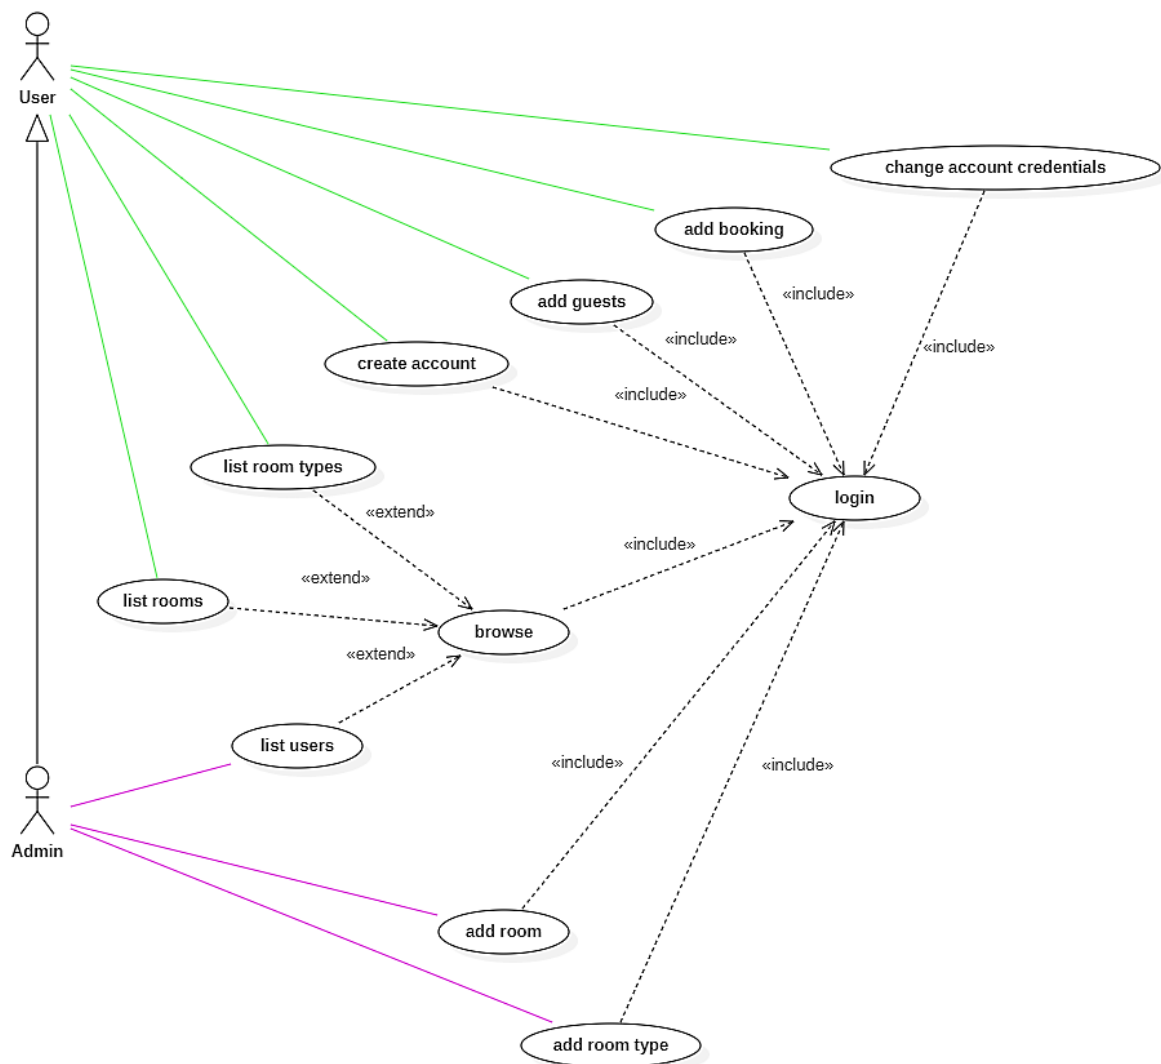 User
change account credentials
add booking
«include»
add guests
«include»
«include»
create account
«include»
list room types
login
«extend»
«include»
«extend»
list rooms
browse
«extend»
list users
«include»
«include»
Admin
add room
add room type